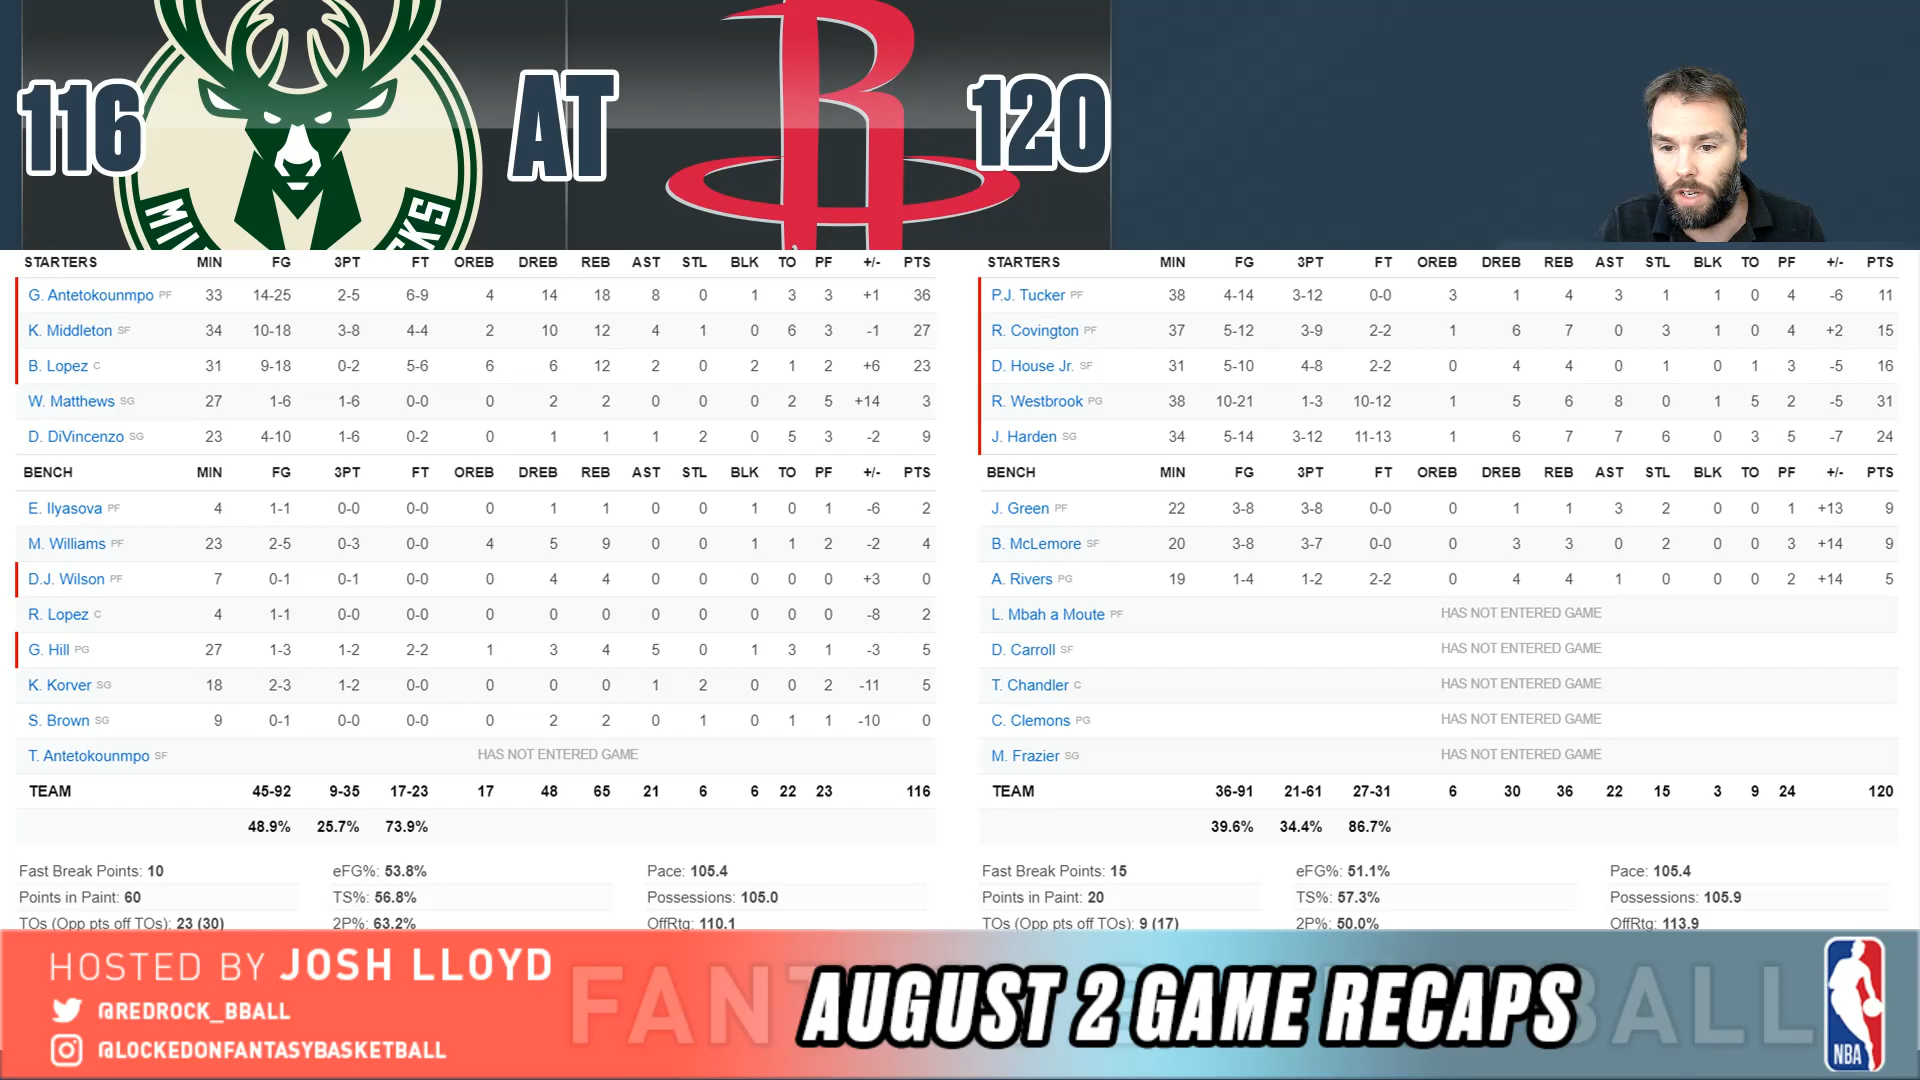 116 AT 120
MIL KS
STARTERS MIN FG 3PT FT OREB DREB REB AST STL BLK TO PF +/- PTS
G. Antetokounmpo PF 33 14-25 2-5 6-9 4 14 18 8 0 1 3 3 +1 36
K. Middleton SF 34 10-18 3-8 4-4 2 10 12 4 1 0 6 3 -1 27
B. Lopez C 31 9-18 0-2 5-6 6 6 12 2 0 2 1 2 +6 23
W. Matthews SG 27 1-6 1-6 0-0 0 2 2 0 0 0 2 5 +14 3
D. DiVincenzo SG 23 4-10 1-6 0-2 0 1 1 1 2 0 5 3 -2 9
BENCH MIN FG 3PT FT OREB DREB REB AST STL BLK TO PF +/- PTS
E. Ilyasova PF 4 1-1 0-0 0-0 0 1 1 0 0 1 0 1 -6 2
M. Williams PF 23 2-5 0-3 0-0 4 5 9 0 0 1 1 2 -2 4
D.J. Wilson PF 7 0-1 0-1 0-0 0 4 4 0 0 0 0 0 +3 0
R. Lopez C 4 1-1 0-0 0-0 0 0 0 0 0 0 0 0 -8 2
G. Hill PG 27 1-3 1-2 2-2 1 3 4 5 0 1 3 1 -3 5
K. Korver SG 18 2-3 1-2 0-0 0 0 0 1 2 0 0 2 -11 5
S. Brown SG 9 0-1 0-0 0-0 0 2 2 0 1 0 1 1 -10 0
T. Antetokounmpo SF HAS NOT ENTERED GAME
TEAM 45-92 9-35 17-23 17 48 65 21 6 6 22 23 116
48.9% 25.7% 73.9%
Fast Break Points: 10 eFG%: 53.8% Pace: 105.4
Points in Paint: 60 TS%: 56.8% Possessions: 105.0
TOs (Opp pts off TOs): 23 (30) 2P%: 63.2% OffRtg: 110.1
STARTERS MIN FG 3PT FT OREB DREB REB AST STL BLK TO PF +/- PTS
P.J. Tucker PF 38 4-14 3-12 0-0 3 1 4 3 1 1 0 4 -6 11
R. Covington PF 37 5-12 3-9 2-2 1 6 7 0 3 1 0 4 +2 15
D. House Jr. SF 31 5-10 4-8 2-2 0 4 4 0 1 0 1 3 -5 16
R. Westbrook PG 38 10-21 1-3 10-12 1 5 6 8 0 1 5 2 -5 31
J. Harden SG 34 5-14 3-12 11-13 1 6 7 7 6 0 3 5 -7 24
BENCH MIN FG 3PT FT OREB DREB REB AST STL BLK TO PF +/- PTS
J. Green PF 22 3-8 3-8 0-0 0 1 1 3 2 0 0 1 +13 9
B. McLemore SF 20 3-8 3-7 0-0 0 3 3 0 2 0 0 3 +14 9
A. Rivers PG 19 1-4 1-2 2-2 0 4 4 1 0 0 0 2 +14 5
L. Mbah a Moute PF HAS NOT ENTERED GAME
D. Carroll SF HAS NOT ENTERED GAME
T. Chandler C HAS NOT ENTERED GAME
C. Clemons PG HAS NOT ENTERED GAME
M. Frazier SG HAS NOT ENTERED GAME
TEAM 36-91 21-61 27-31 6 30 36 22 15 3 9 24 120
39.6% 34.4% 86.7%
Fast Break Points: 15 eFG%: 51.1% Pace: 105.4
Points in Paint: 20 TS%: 57.3% Possessions: 105.9
TOs (Opp pts off TOs): 9 (17) 2P%: 50.0% OffRtg: 113.9
HOSTED BY JOSH LLOYD
@REDROCK_BBALL
@LOCKEDONFANTASYBASKETBALL
FAN BALL
AUGUST 2 GAME RECAPS
NBA